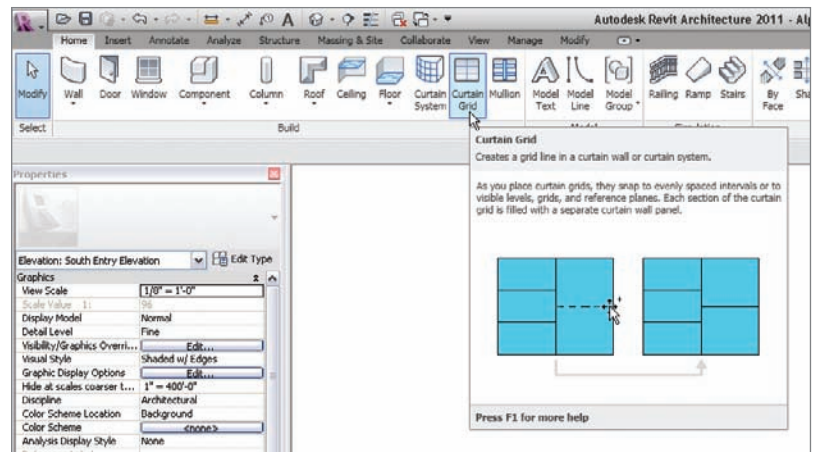 Autodesk Revit Architecture 2011 -
Home Insert Annotate Analyze Structure Massing & Site Collaborate View Manage Modify
Modify Wall Door Window Component Column Roof Ceiling Floor Curtain System Curtain Grid Mullion Model Text Model Line Model Group Railing Ramp Stairs By Face
Select Build
Curtain Grid
Creates a grid line in a curtain wall or curtain system.
As you place curtain grids, they snap to evenly spaced intervals or to
visible levels, grids, and reference planes. Each section of the curtain
grid is filled with a separate curtain wall panel.
Press F1 for more help
Properties
Elevation: South Entry Elevation Edit Type
Graphics
View Scale 1/8" = 1'-0"
Scale Value 1: 96
Display Model Normal
Detail Level Fine
Visibility/Graphics Overri... Edit...
Visual Style Shaded w/ Edges
Graphic Display Options Edit...
Hide at scales coarser t... 1" = 400'-0"
Discipline Architectural
Color Scheme Location Background
Color Scheme <none>
Analysis Display Style None